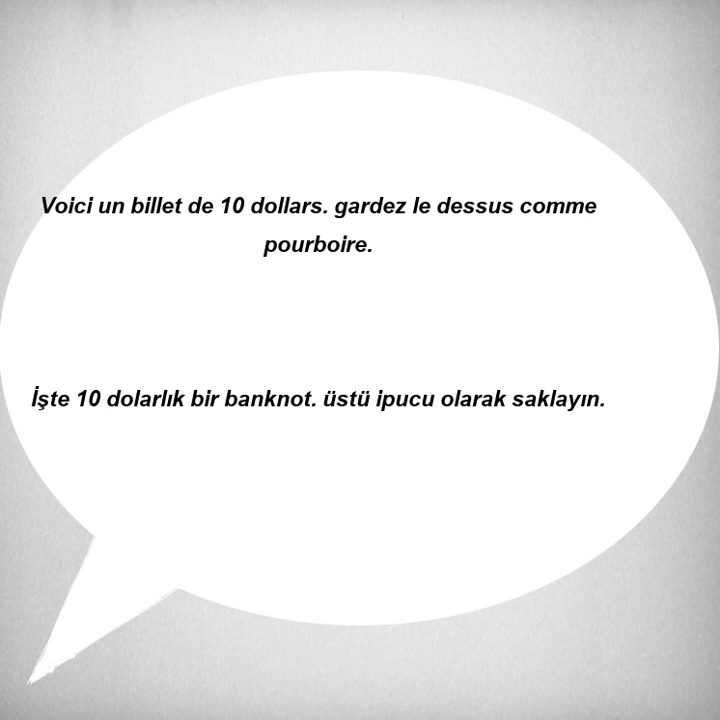 Voici un billet de 10 dollars. gardez le dessus comme
pourboire.
İşte 10 dolarlık bir banknot. üstü ipucu olarak saklayın.